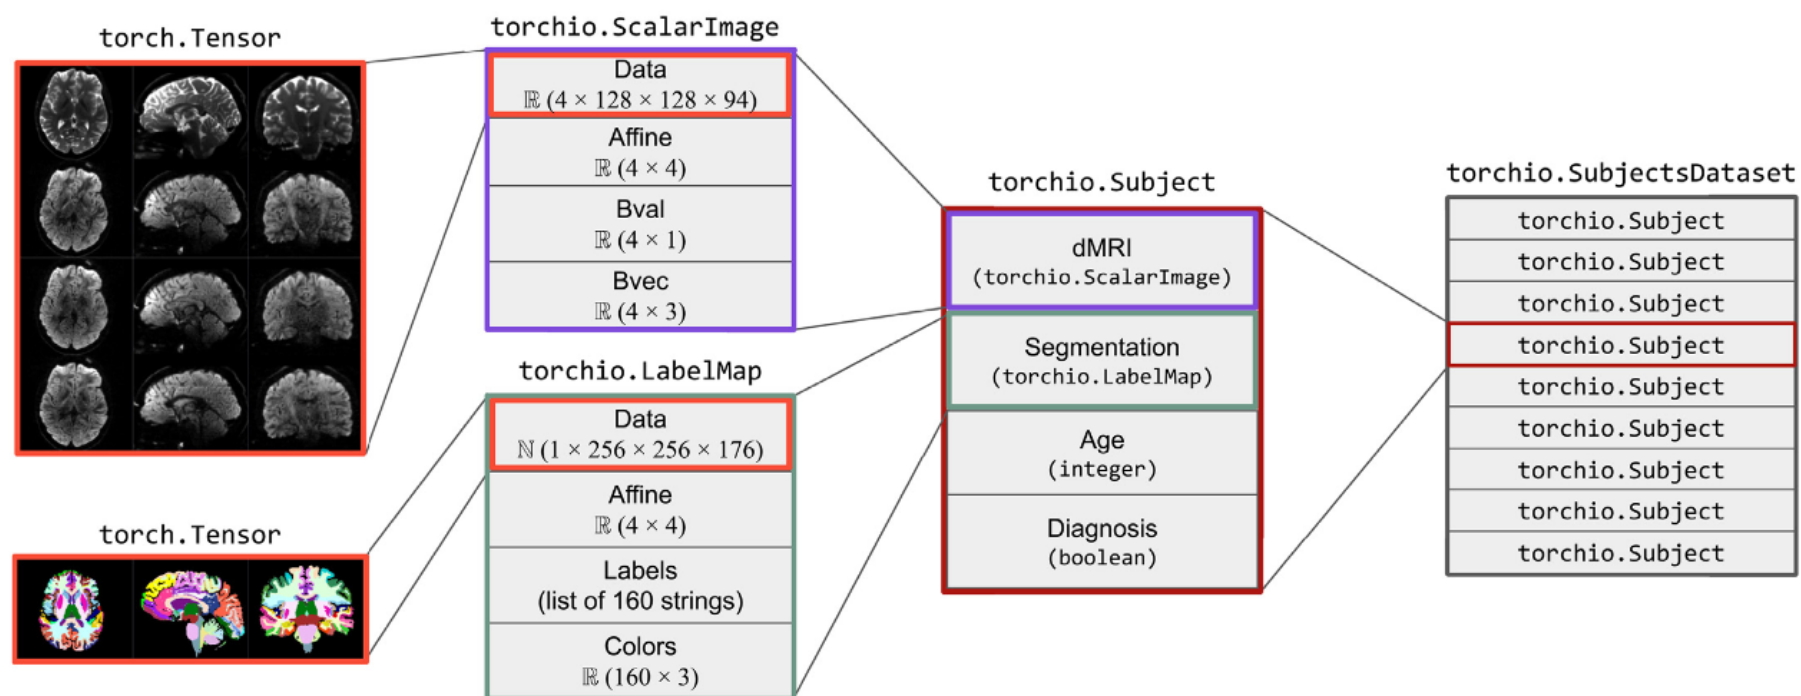 torch.Tensor
torchio.ScalarImage
Data
ℝ (4 × 128 × 128 × 94)
Affine
ℝ (4 × 4)
Bval
ℝ (4 × 1)
Bvec
ℝ (4 × 3)
torch.Tensor
torchio.LabelMap
Data
ℕ (1 × 256 × 256 × 176)
Affine
ℝ (4 × 4)
Labels
(list of 160 strings)
Colors
ℝ (160 × 3)
torchio.Subject
dMRI
(torchio.ScalarImage)
Segmentation
(torchio.LabelMap)
Age
(integer)
Diagnosis
(boolean)
torchio.SubjectsDataset
torchio.Subject
torchio.Subject
torchio.Subject
torchio.Subject
torchio.Subject
torchio.Subject
torchio.Subject
torchio.Subject
torchio.Subject